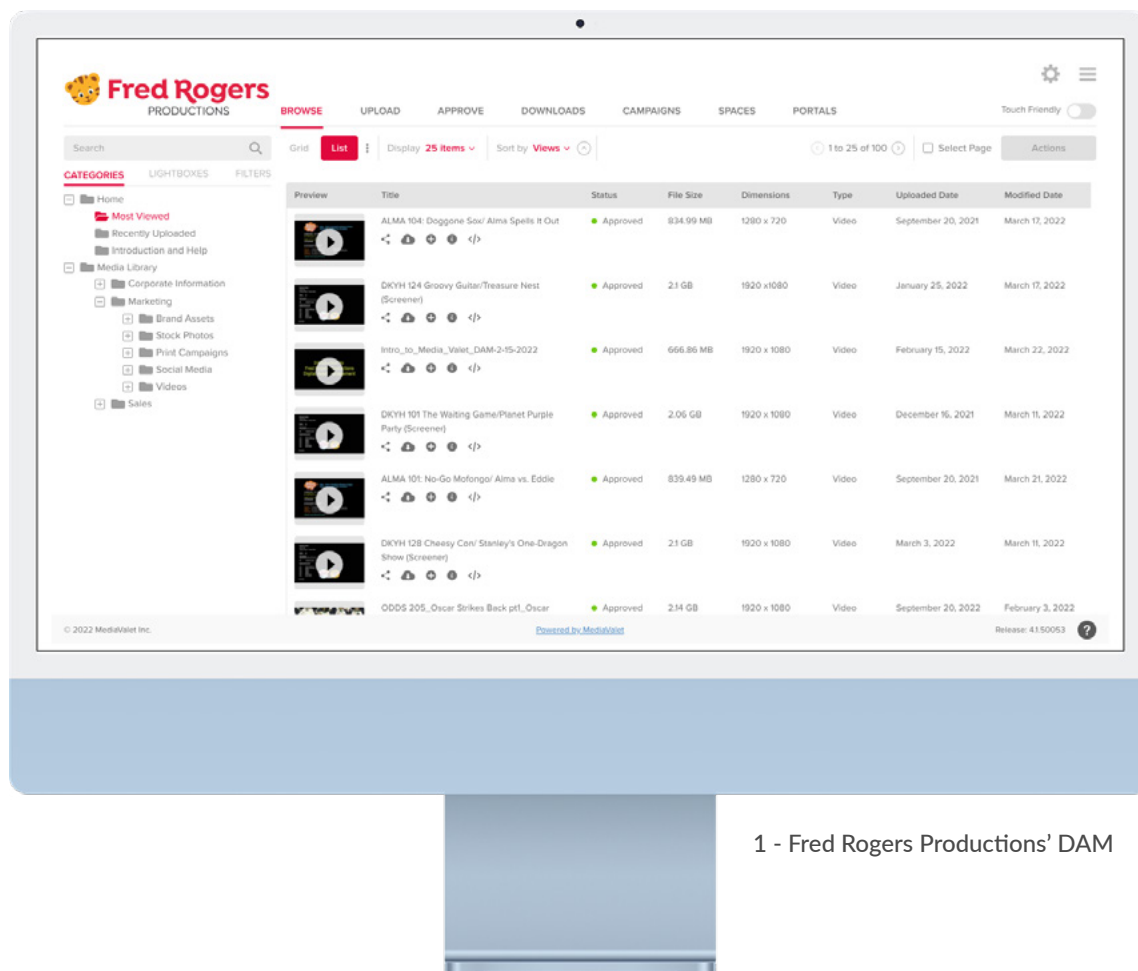 Fred Rogers
PRODUCTIONS
BROWSE UPLOAD APPROVE DOWNLOADS CAMPAIGNS SPACES PORTALS
Touch Friendly
Search
Grid List Display 25 items Sort by Views
1 to 25 of 100 Select Page Actions
CATEGORIES LIGHTBOXES FILTERS
Home
Most Viewed
Recently Uploaded
Introduction and Help
Media Library
Corporate Information
Marketing
Brand Assets
Stock Photos
Print Campaigns
Social Media
Videos
Sales
Preview Title Status File Size Dimensions Type Uploaded Date Modified Date
ALMA 104: Doggone Sox/ Alma Spells It Out Approved 834.99 MB 1280 x 720 Video September 20, 2021 March 17, 2022
DKYH 124 Groovy Guitar/Treasure Nest Approved 2.1 GB 1920 x1080 Video January 25, 2022 March 17, 2022
(Screener)
Intro_to_Media_Valet_DAM-2-15-2022 Approved 666.86 MB 1920 x 1080 Video February 15, 2022 March 22, 2022
DKYH 101 The Waiting Game/Planet Purple Approved 2.06 GB 1920 x 1080 Video December 16, 2021 March 11, 2022
Party (Screener)
ALMA 101: No-Go Mofongo/ Alma vs. Eddie Approved 839.49 MB 1280 x 720 Video September 20, 2021 March 21, 2022
DKYH 128 Cheesy Con/ Stanley's One-Dragon Approved 2.1 GB 1920 x 1080 Video March 3, 2022 March 11, 2022
Show (Screener)
ODDS 205_Oscar Strikes Back pt1_Oscar Approved 2.14 GB 1920 x 1080 Video September 20, 2022 February 3, 2022
© 2022 MediaValet Inc. Powered by MediaValet Release: 4.1.50053 ?
1 - Fred Rogers Productions' DAM